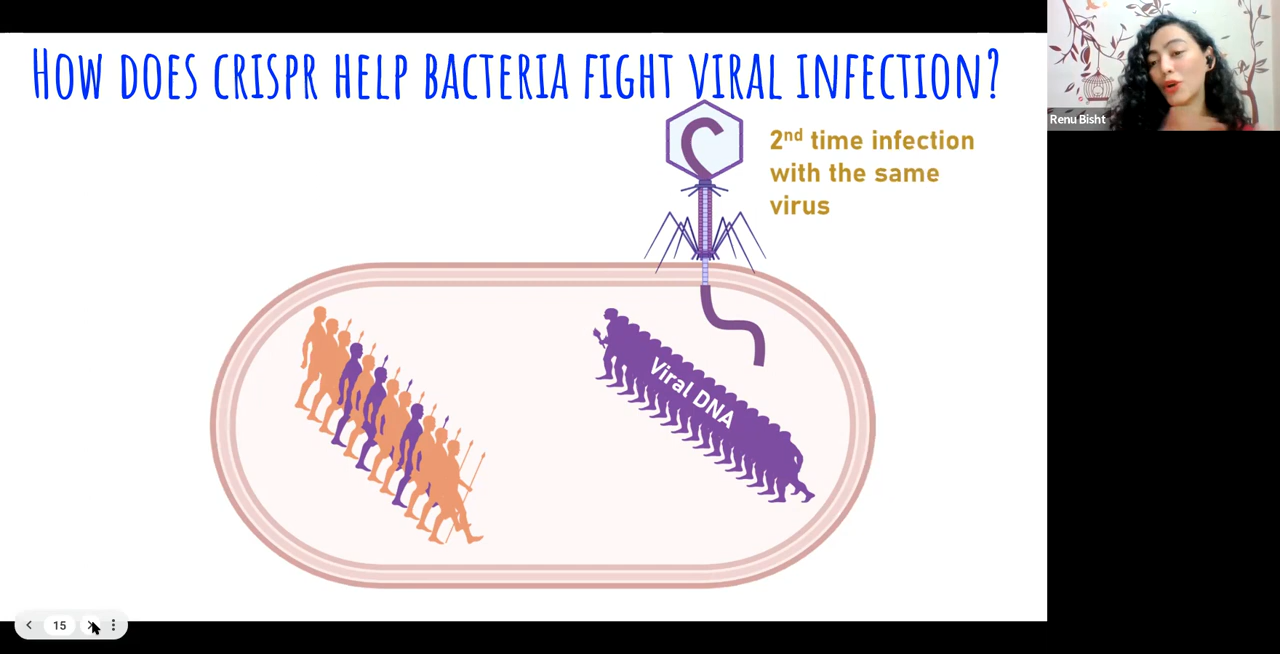 HOW DOES CRISPR HELP BACTERIA FIGHT VIRAL INFECTION?
2nd time infection
with the same
virus
Viral DNA
Renu Bisht
15